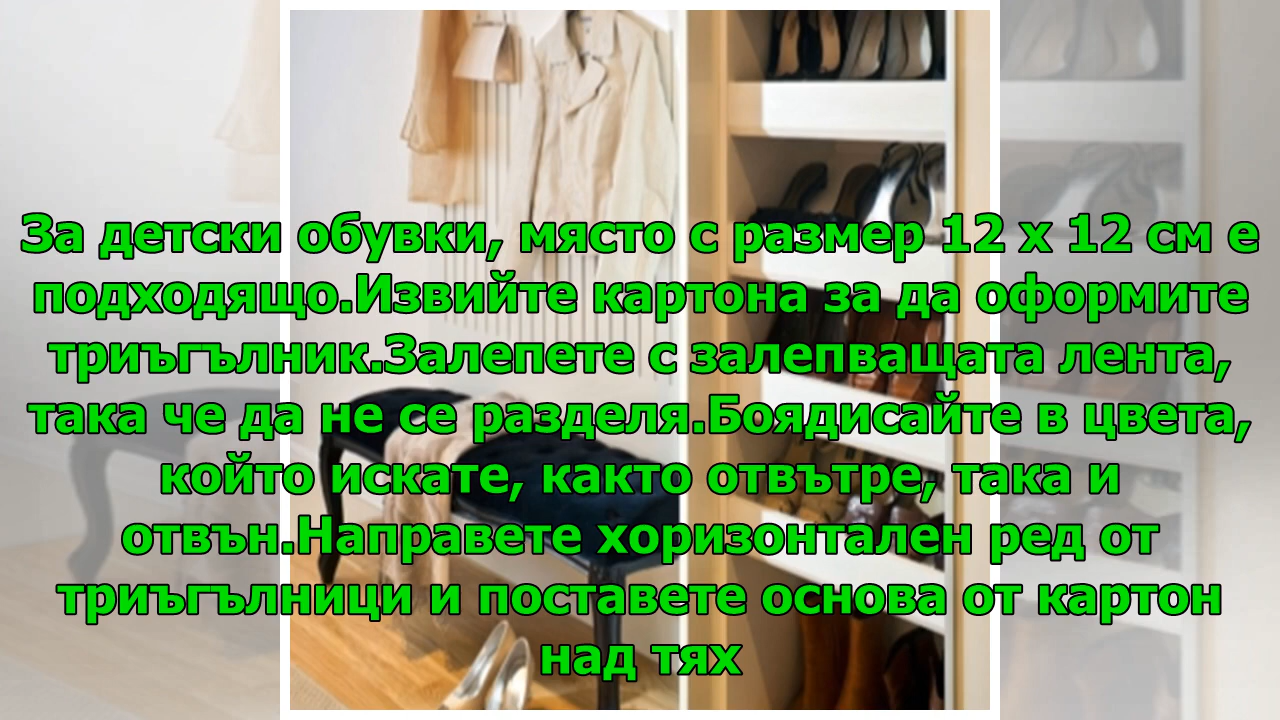 За детски обувки, място с размер 12 x 12 см е
подходящо.Извийте картона за да оформите
триъгълник.Залепете с залепващата лента,
така че да не се разделя.Боядисайте в цвета,
който искате, както отвътре, така и
отвън.Направете хоризонтален ред от
триъгълници и поставете основа от картон
над тях